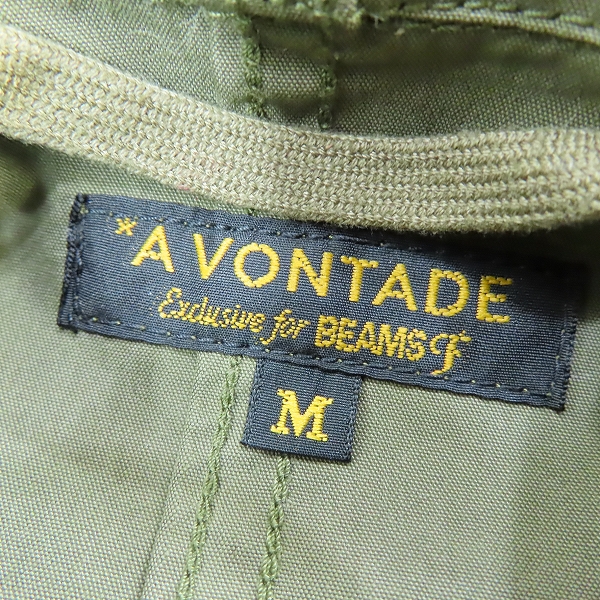 *A VONTADE
Exclusive for BEAMS F
M